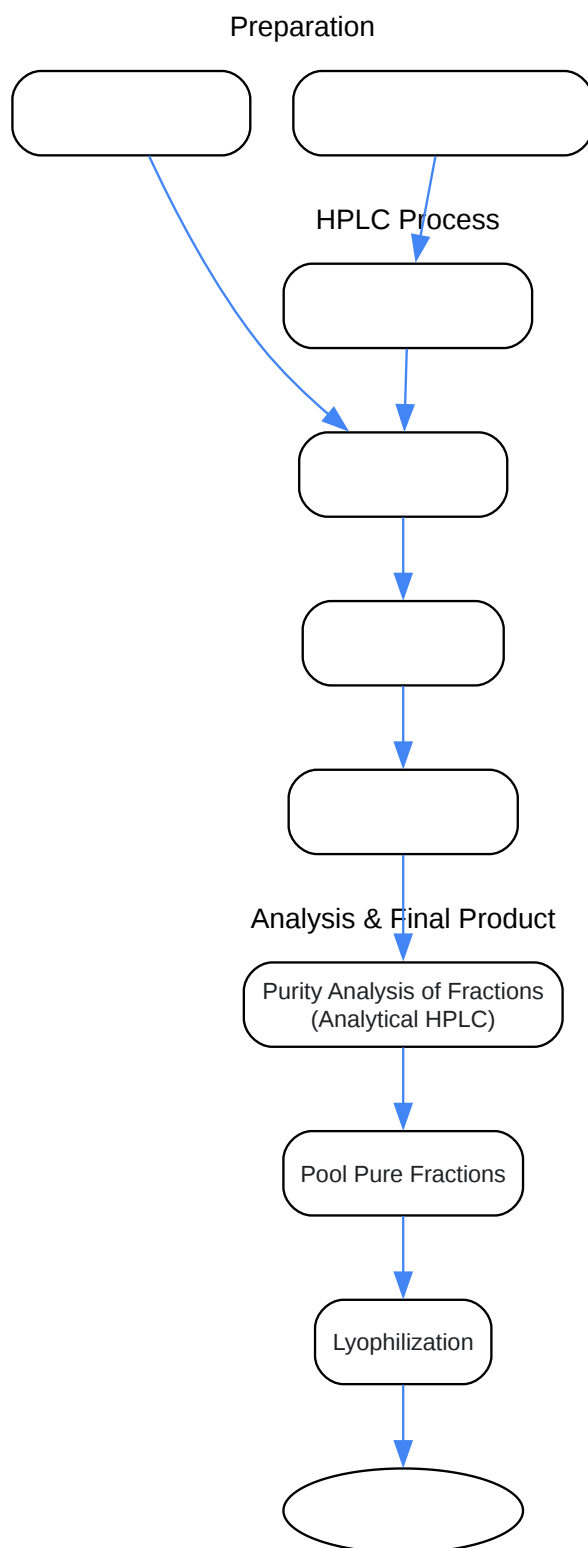 Preparation
HPLC Process
Analysis & Final Product
Purity Analysis of Fractions
(Analytical HPLC)
Pool Pure Fractions
Lyophilization